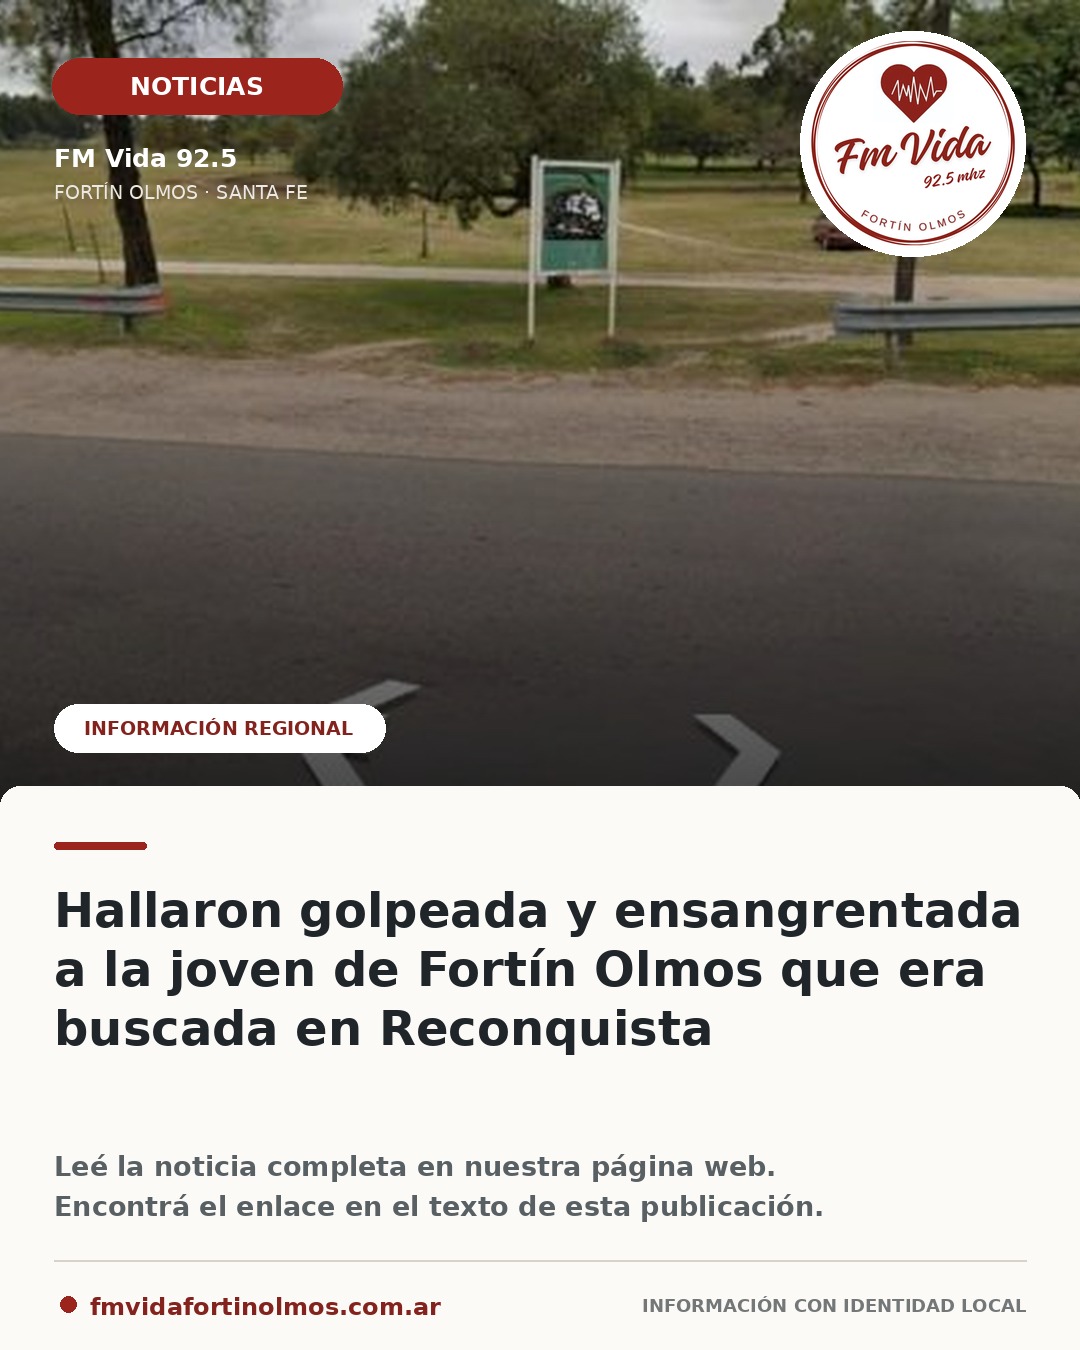 NOTICIAS
FM Vida 92.5
FORTÍN OLMOS · SANTA FE
Fm Vida
92.5 mhz
FORTÍN OLMOS
INFORMACIÓN REGIONAL
Hallaron golpeada y ensangrentada
a la joven de Fortín Olmos que era
buscada en Reconquista
Leé la noticia completa en nuestra página web.
Encontrá el enlace en el texto de esta publicación.
fmvidafortinolmos.com.ar
INFORMACIÓN CON IDENTIDAD LOCAL